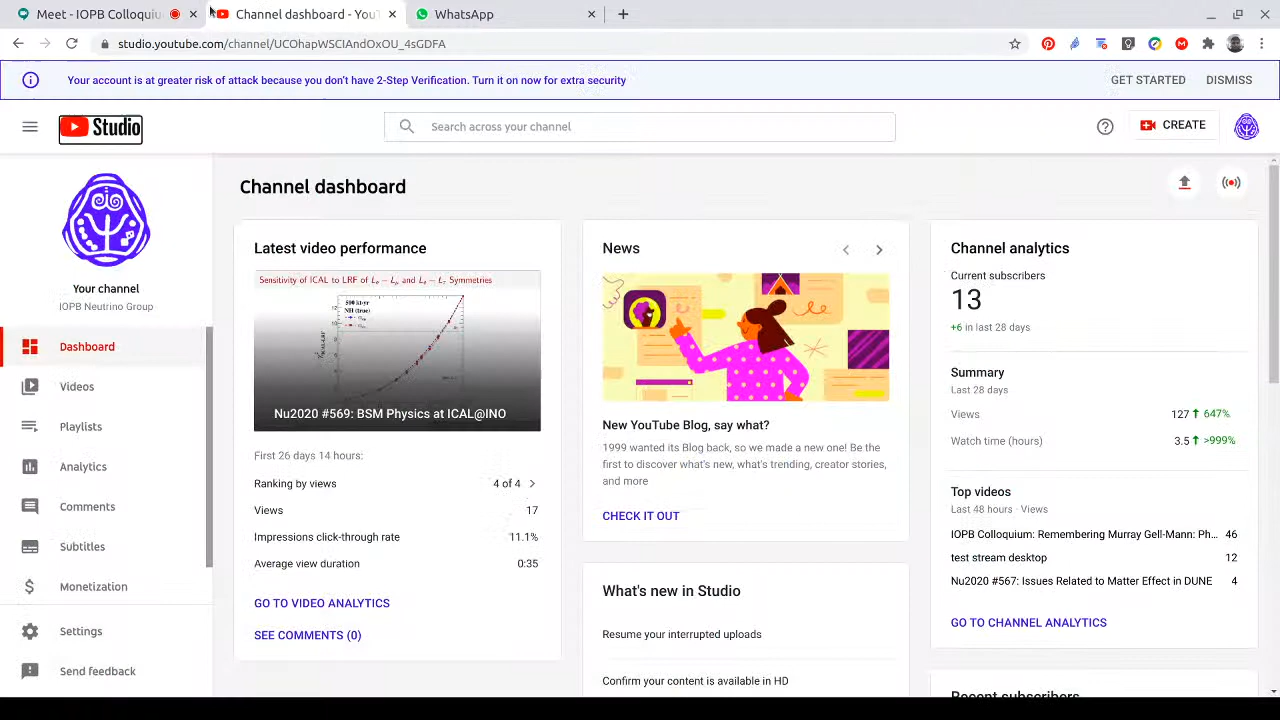 Meet - IOPB Colloquiu
Channel dashboard - YouT
WhatsApp
studio.youtube.com/channel/UCOhapWSCIAndOxOU_4sGDFA
Your account is at greater risk of attack because you don't have 2-Step Verification. Turn it on now for extra security
GET STARTED
DISMISS
Studio
Search across your channel
CREATE
Your channel
IOPB Neutrino Group
Dashboard
Videos
Playlists
Analytics
Comments
Subtitles
Monetization
Settings
Send feedback
Channel dashboard
Latest video performance
Sensitivity of ICAL to LRF of Le − Lμ and Le − Lτ Symmetries
500 kt-yr
NH (true)
Nu2020 #569: BSM Physics at ICAL@INO
First 26 days 14 hours:
Ranking by views 4 of 4
Views 17
Impressions click-through rate 11.1%
Average view duration 0:35
GO TO VIDEO ANALYTICS
SEE COMMENTS (0)
News
New YouTube Blog, say what?
1999 wanted its Blog back, so we made a new one! Be the
first to discover what's new, what's trending, creator stories,
and more
CHECK IT OUT
What's new in Studio
Resume your interrupted uploads
Confirm your content is available in HD
Channel analytics
Current subscribers
13
+6 in last 28 days
Summary
Last 28 days
Views 127 647%
Watch time (hours) 3.5 >999%
Top videos
Last 48 hours · Views
IOPB Colloquium: Remembering Murray Gell-Mann: Ph... 46
test stream desktop 12
Nu2020 #567: Issues Related to Matter Effect in DUNE 4
GO TO CHANNEL ANALYTICS
Recent subscribers